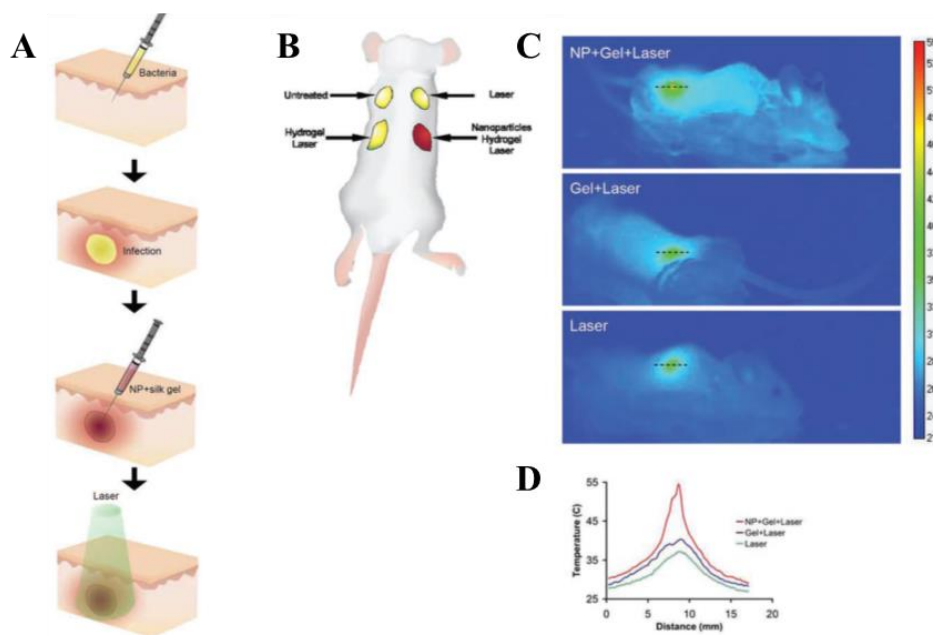 A
Bacteria
Infection
NP+silk gel
Laser
B
Untreated
Laser
Hydrogel
Laser
Nanoparticles
Hydrogel
Laser
C
NP+Gel+Laser
Gel+Laser
Laser
D
Temperature (C)
55
45
35
25
0
5
10
15
20
Distance (mm)
NP+Gel+Laser
Gel+Laser
Laser